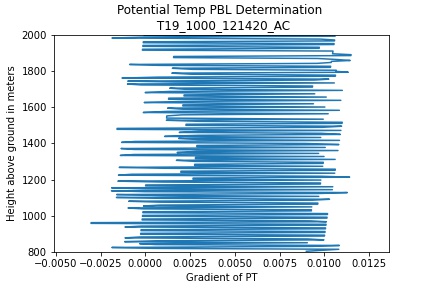 Potential Temp PBL Determination
T19_1000_121420_AC
Height above ground in meters
2000
1800
1600
1400
1200
1000
800
−0.0050 −0.0025 0.0000 0.0025 0.0050 0.0075 0.0100 0.0125
Gradient of PT